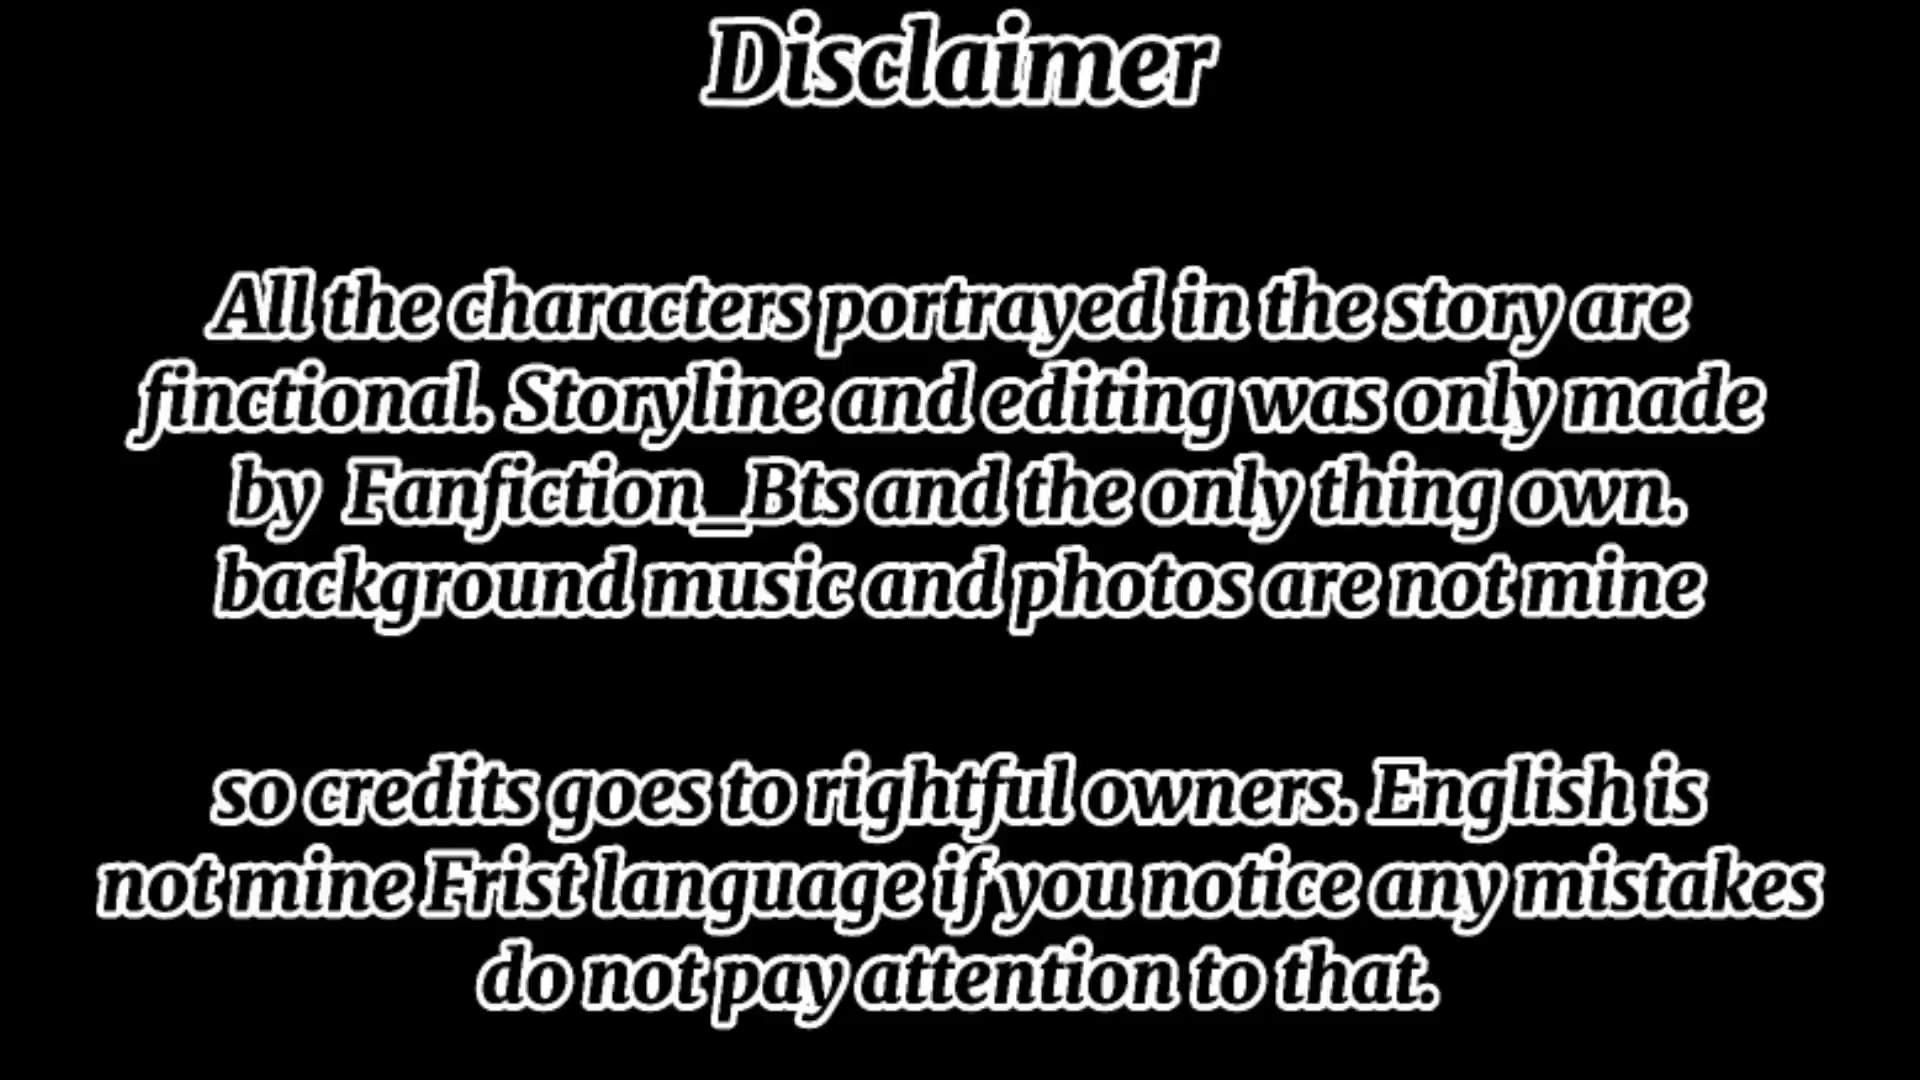 Disclaimer
All the characters portrayed in the story are
finctional. Storyline and editing was only made
by Fanfiction_Bts and the only thing own.
background music and photos are not mine
so credits goes to rightful owners. English is
not mine Frist language if you notice any mistakes
do not pay attention to that.